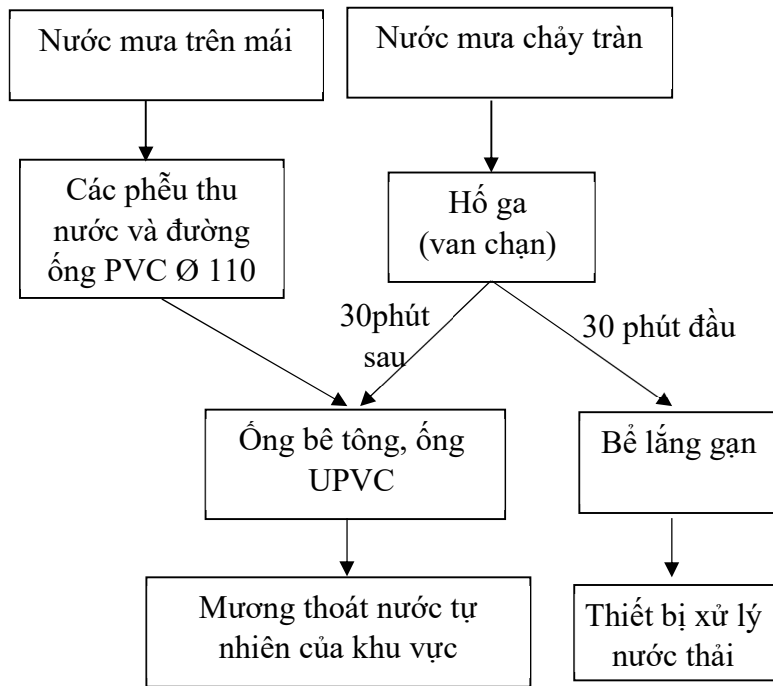 Nước mưa trên mái
Nước mưa chảy tràn
Các phễu thu
nước và đường
ống PVC Ø 110
Hố ga
(van chặn)
30phút
sau
30 phút đầu
Ống bê tông, ống
UPVC
Bể lắng gạn
Mương thoát nước tự
nhiên của khu vực
Thiết bị xử lý
nước thải